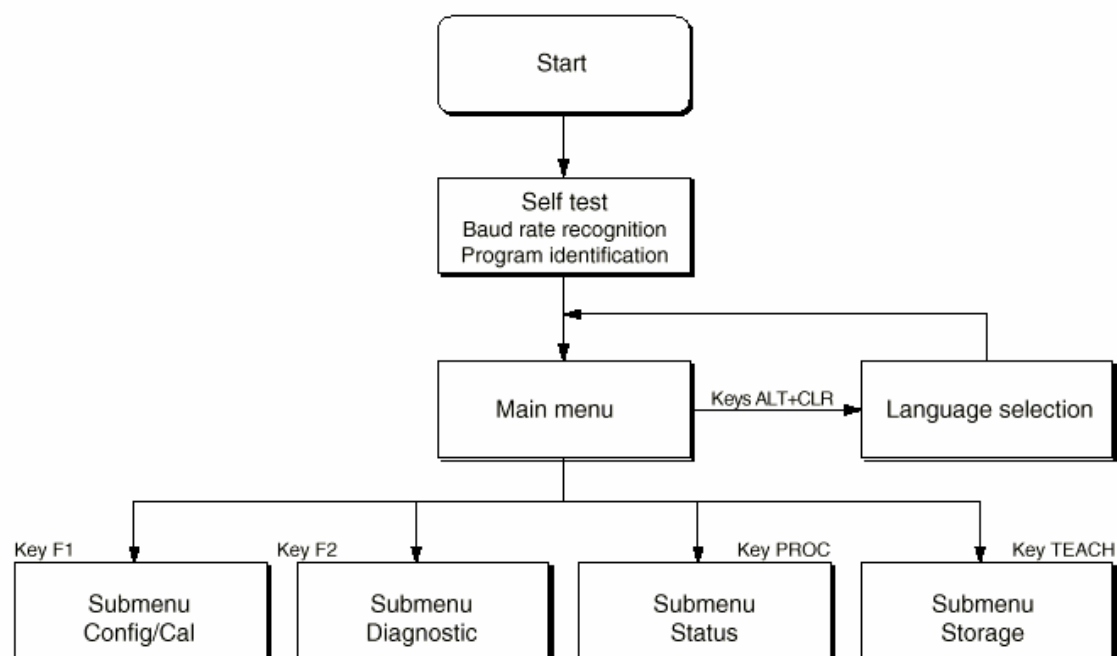 Start
Self test
Baud rate recognition
Program identification
Main menu
Keys ALT+CLR
Language selection
Key F1
Key F2
Key PROC
Key TEACH
Submenu
Config/Cal
Submenu
Diagnostic
Submenu
Status
Submenu
Storage